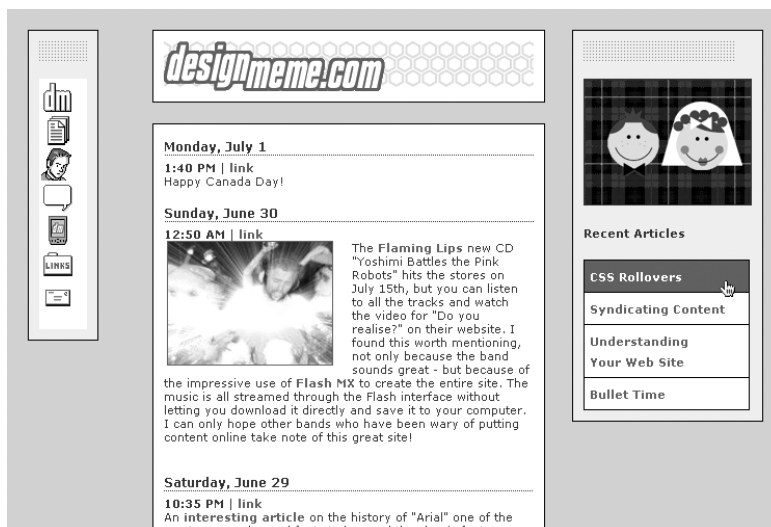 dm
LINKS
designmeme.com
Monday, July 1
1:40 PM | link
Happy Canada Day!
Sunday, June 30
12:50 AM | link
The Flaming Lips new CD
"Yoshimi Battles the Pink
Robots" hits the stores on
July 15th, but you can listen
to all the tracks and watch
the video for "Do you
realise?" on their website. I
found this worth mentioning,
not only because the band
sounds great - but because of
the impressive use of Flash MX to create the entire site. The
music is all streamed through the Flash interface without
letting you download it directly and save it to your computer.
I can only hope other bands who have been wary of putting
content online take note of this great site!
Saturday, June 29
10:35 PM | link
An interesting article on the history of "Arial" one of the
Recent Articles
CSS Rollovers
Syndicating Content
Understanding
Your Web Site
Bullet Time